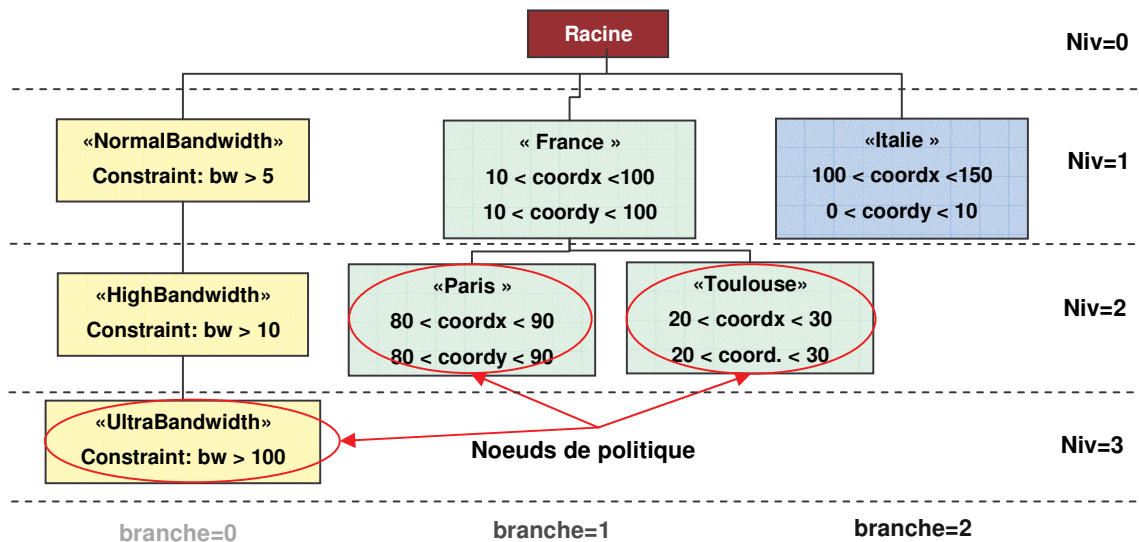 Racine
Niv=0
«NormalBandwidth»
Constraint: bw > 5
« France »
10 < coordx <100
10 < coordy < 100
«Italie »
100 < coordx <150
0 < coordy < 10
Niv=1
«HighBandwidth»
Constraint: bw > 10
«Paris »
80 < coordx < 90
80 < coordy < 90
«Toulouse»
20 < coordx < 30
20 < coord. < 30
Niv=2
«UltraBandwidth»
Constraint: bw > 100
Noeuds de politique
Niv=3
branche=0
branche=1
branche=2